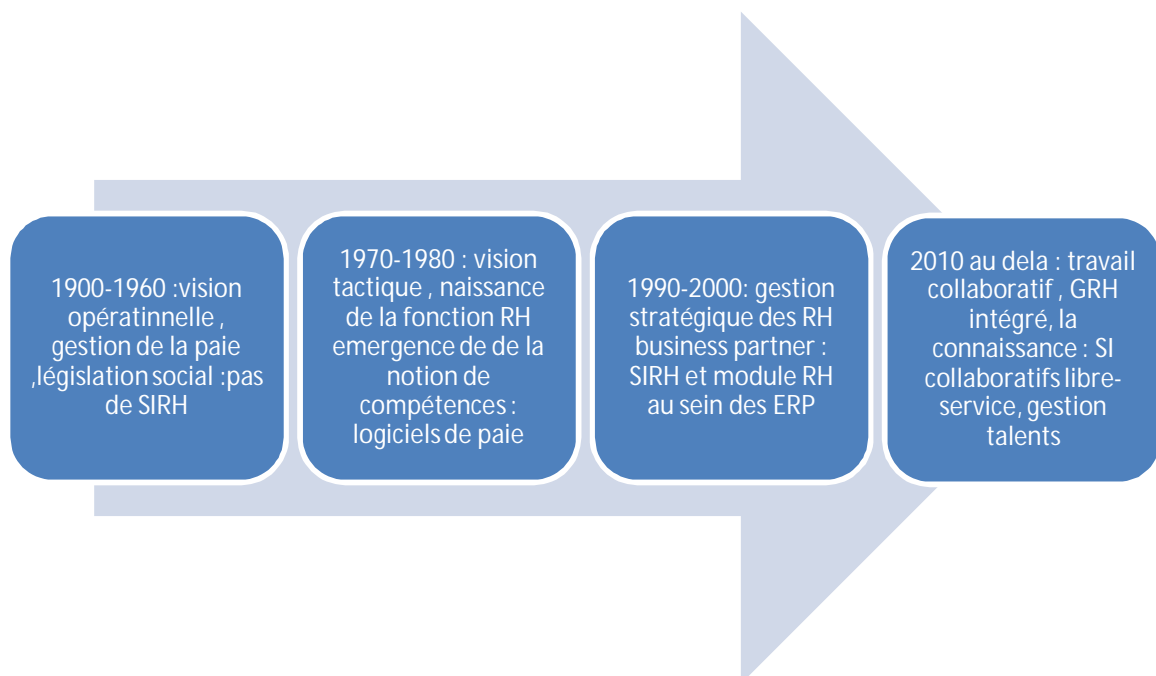 1900-1960 :vision
opératinnelle ,
gestion de la paie
,législation social :pas
de SIRH
1970-1980 : vision
tactique , naissance
de la fonction RH
emergence de de la
notion de
compétences :
logiciels de paie
1990-2000: gestion
stratégique des RH
business partner :
SIRH et module RH
au sein des ERP
2010 au dela : travail
collaboratif , GRH
intégré, la
connaissance : SI
collaboratifs libre-
service, gestion
talents